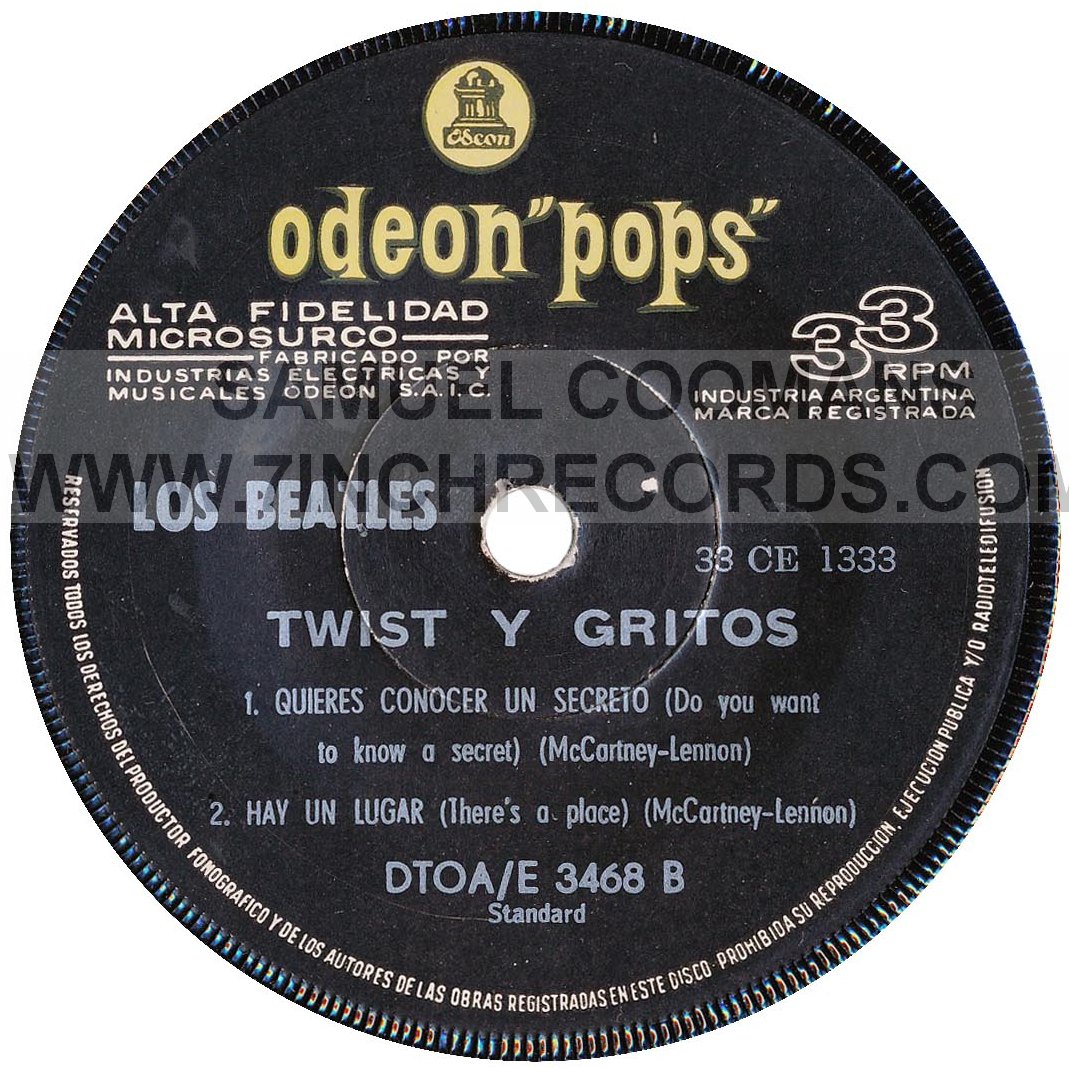 Odeon
odeon "pops"
ALTA FIDELIDAD
MICROSURCO
FABRICADO POR
INDUSTRIAS ELECTRICAS Y
MUSICALES ODEON S.A.I.C.
33
RPM
INDUSTRIA ARGENTINA
MARCA REGISTRADA
SAMUEL COOMANS
WWW.7INCHRECORDS.COM
LOS BEATLES
33 CE 1333
TWIST Y GRITOS
1. QUIERES CONOCER UN SECRETO (Do you want
to know a secret) (McCartney-Lennon)
2. HAY UN LUGAR (There's a place) (McCartney-Lennon)
DTOA/E 3468 B
Standard
RESERVADOS TODOS LOS DERECHOS DEL PRODUCTOR FONOGRAFICO Y DE LOS AUTORES DE LAS OBRAS REGISTRADAS EN ESTE DISCO· PROHIBIDA SU REPRODUCCION, EJECUCION PUBLICA Y/O RADIOTELEDIFUSION